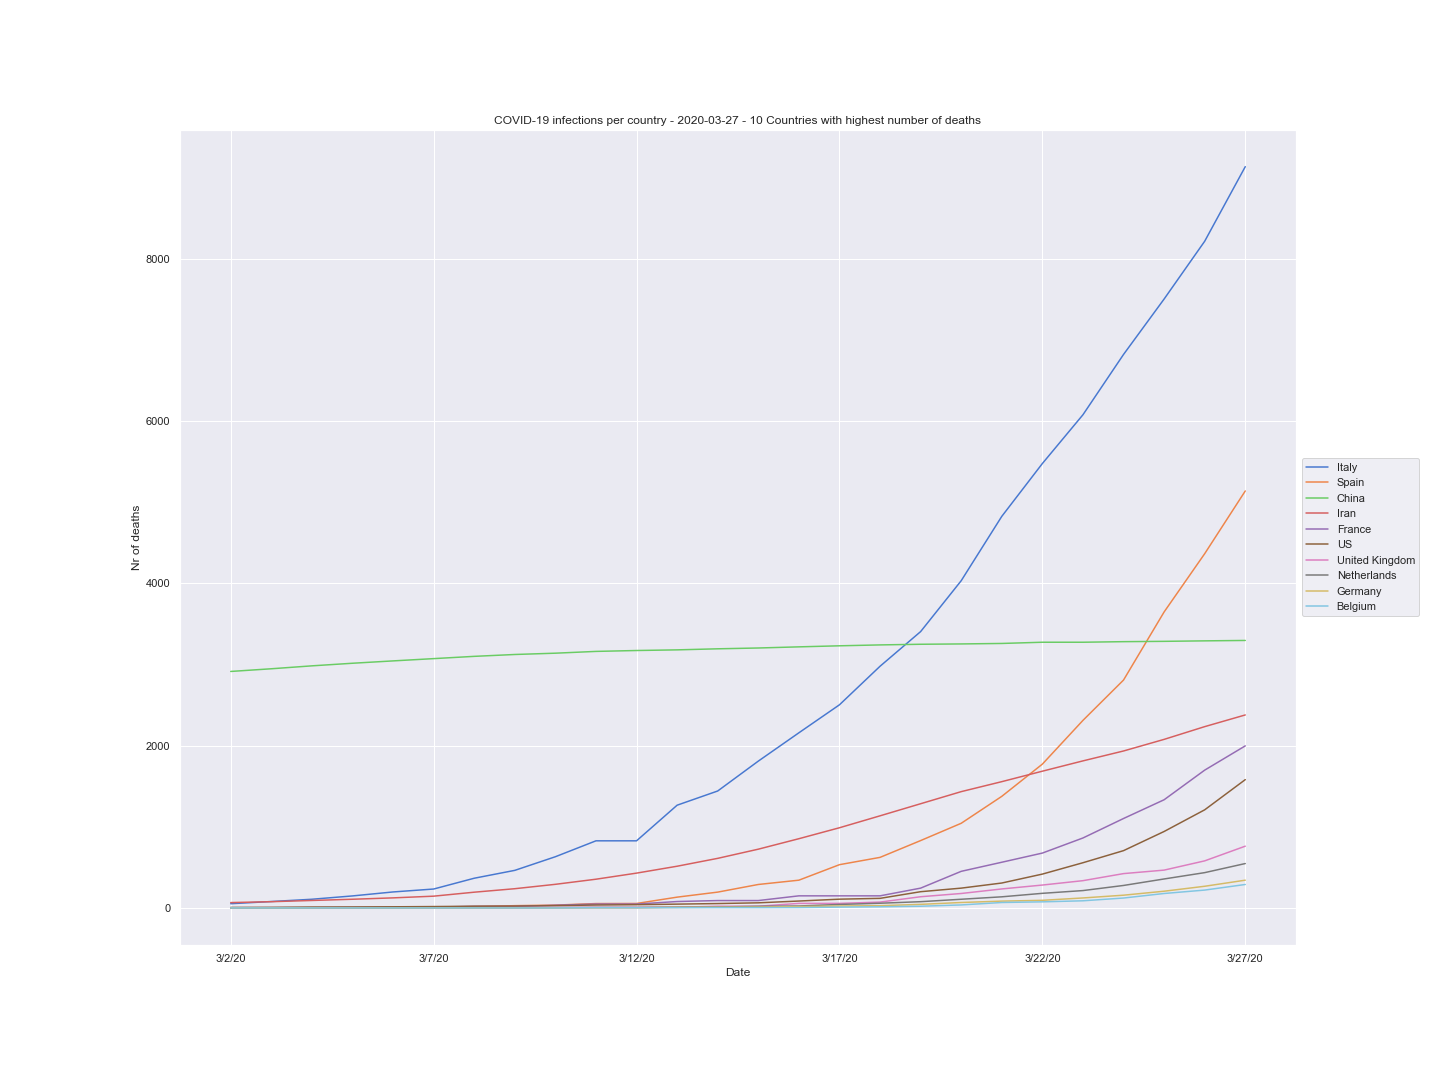 COVID-19 infections per country - 2020-03-27 - 10 Countries with highest number of deaths
8000
6000
4000
2000
0
Nr of deaths
3/2/20
3/7/20
3/12/20
3/17/20
3/22/20
3/27/20
Date
Italy
Spain
China
Iran
France
US
United Kingdom
Netherlands
Germany
Belgium